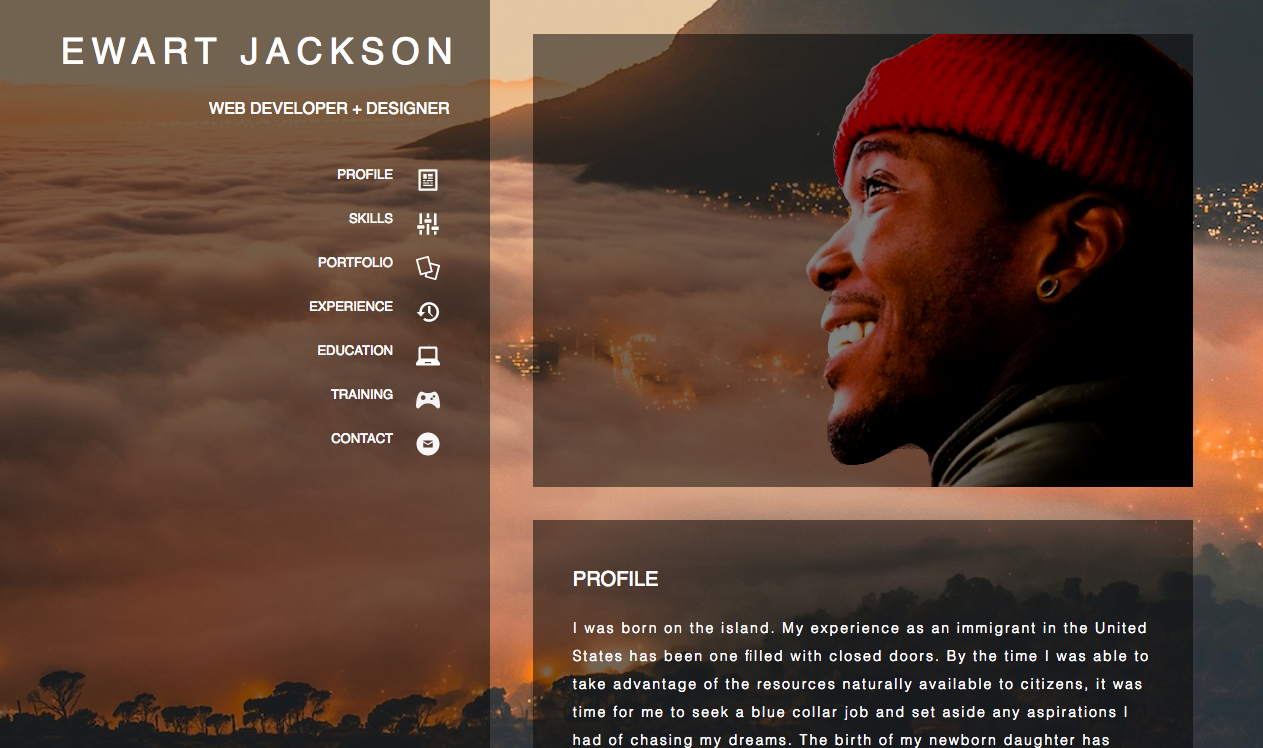 EWART JACKSON
WEB DEVELOPER + DESIGNER
PROFILE
SKILLS
PORTFOLIO
EXPERIENCE
EDUCATION
TRAINING
CONTACT
PROFILE
I was born on the island. My experience as an immigrant in the United
States has been one filled with closed doors. By the time I was able to
take advantage of the resources naturally available to citizens, it was
time for me to seek a blue collar job and set aside any aspirations I
had of chasing my dreams. The birth of my newborn daughter has